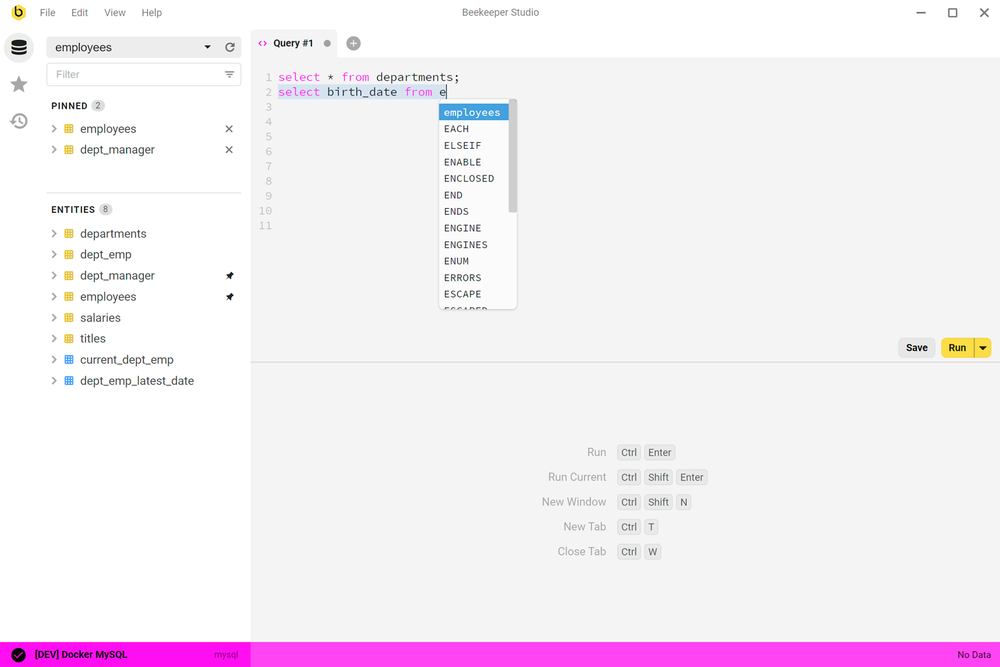 File Edit View Help
Beekeeper Studio
employees
Filter
PINNED 2
employees
dept_manager
ENTITIES 8
departments
dept_emp
dept_manager
employees
salaries
titles
current_dept_emp
dept_emp_latest_date
Query #1
1 select * from departments;
2 select birth_date from e
3
4
5
6
7
8
9
10
11
employees
EACH
ELSEIF
ENABLE
ENCLOSED
END
ENDS
ENGINE
ENGINES
ENUM
ERRORS
ESCAPE
ESCAPED
Save Run
Run Ctrl Enter
Run Current Ctrl Shift Enter
New Window Ctrl Shift N
New Tab Ctrl T
Close Tab Ctrl W
[DEV] Docker MySQL mysql
No Data